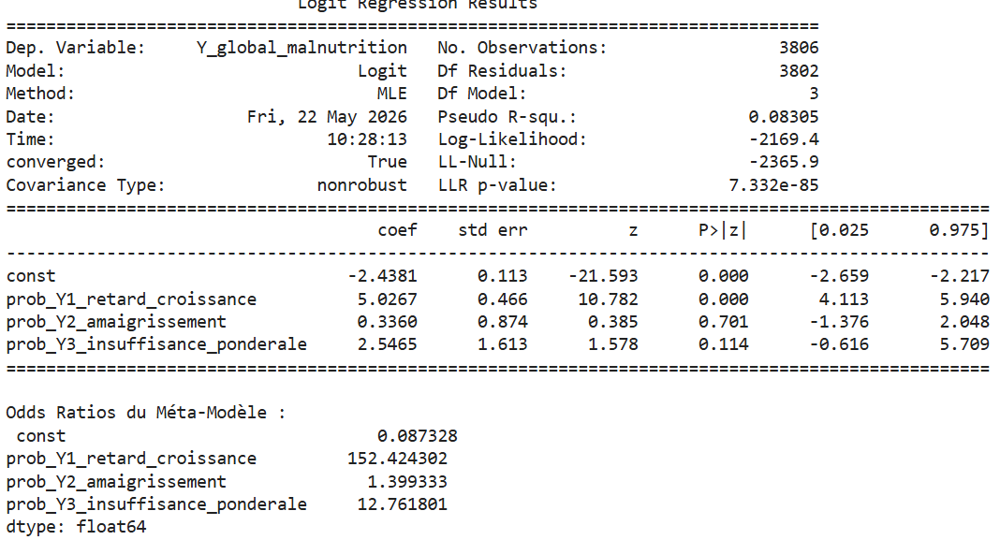 Logit Regression Results
==============================================================================
Dep. Variable: Y_global_malnutrition No. Observations: 3806
Model: Logit Df Residuals: 3802
Method: MLE Df Model: 3
Date: Fri, 22 May 2026 Pseudo R-squ.: 0.08305
Time: 10:28:13 Log-Likelihood: -2169.4
converged: True LL-Null: -2365.9
Covariance Type: nonrobust LLR p-value: 7.332e-85
===============================================================================================
coef std err z P>|z| [0.025 0.975]
-----------------------------------------------------------------------------------------------
const -2.4381 0.113 -21.593 0.000 -2.659 -2.217
prob_Y1_retard_croissance 5.0267 0.466 10.782 0.000 4.113 5.940
prob_Y2_amaigrissement 0.3360 0.874 0.385 0.701 -1.376 2.048
prob_Y3_insuffisance_ponderale 2.5465 1.613 1.578 0.114 -0.616 5.709
===============================================================================================
Odds Ratios du Méta-Modèle :
const 0.087328
prob_Y1_retard_croissance 152.424302
prob_Y2_amaigrissement 1.399333
prob_Y3_insuffisance_ponderale 12.761801
dtype: float64